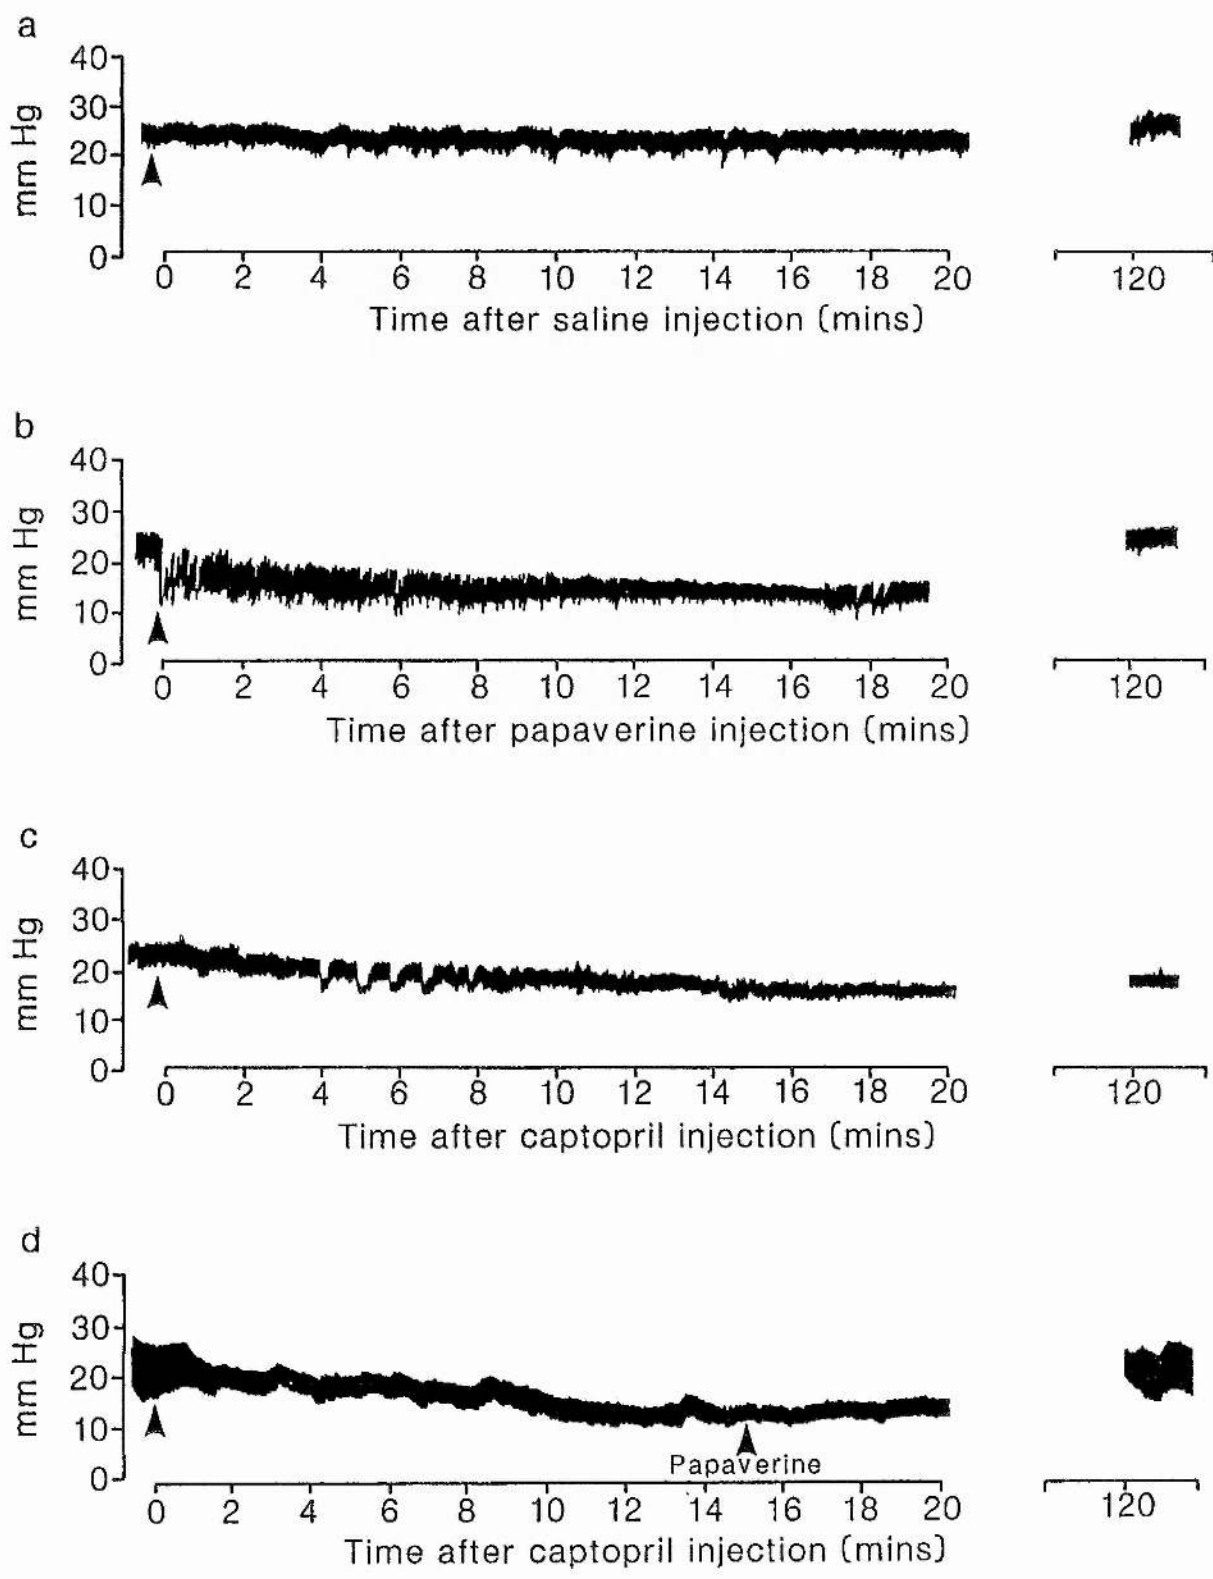 a
mm Hg
40
30
20
10
0
0 2 4 6 8 10 12 14 16 18 20 120
Time after saline injection (mins)
b
mm Hg
40
30
20
10
0
0 2 4 6 8 10 12 14 16 18 20 120
Time after papaverine injection (mins)
c
mm Hg
40
30
20
10
0
0 2 4 6 8 10 12 14 16 18 20 120
Time after captopril injection (mins)
d
mm Hg
40
30
20
10
0
Papaverine
0 2 4 6 8 10 12 14 16 18 20 120
Time after captopril injection (mins)